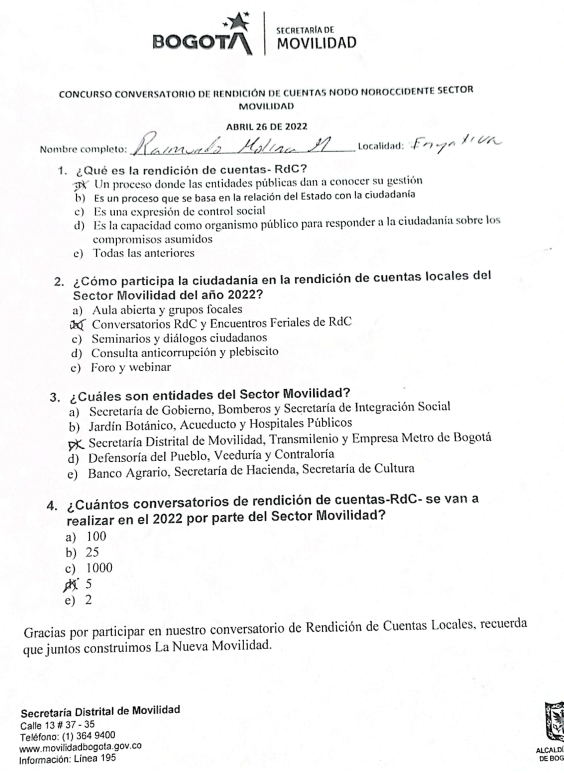 BOGOTÁ
SECRETARÍA DE
MOVILIDAD
CONCURSO CONVERSATORIO DE RENDICIÓN DE CUENTAS NODO NOROCCIDENTE SECTOR
MOVILIDAD
ABRIL 26 DE 2022
Nombre completo: Raimundo Molina M Localidad: Engativa
1. ¿Qué es la rendición de cuentas- RdC?
Un proceso donde las entidades públicas dan a conocer su gestión
b) Es un proceso que se basa en la relación del Estado con la ciudadanía
c) Es una expresión de control social
d) Es la capacidad como organismo público para responder a la ciudadanía sobre los
compromisos asumidos
e) Todas las anteriores
2. ¿Cómo participa la ciudadanía en la rendición de cuentas locales del
Sector Movilidad del año 2022?
a) Aula abierta y grupos focales
Conversatorios RdC y Encuentros Feriales de RdC
c) Seminarios y diálogos ciudadanos
d) Consulta anticorrupción y plebiscito
e) Foro y webinar
3. ¿Cuáles son entidades del Sector Movilidad?
a) Secretaría de Gobierno, Bomberos y Secretaría de Integración Social
b) Jardín Botánico, Acueducto y Hospitales Públicos
Secretaría Distrital de Movilidad, Transmilenio y Empresa Metro de Bogotá
d) Defensoría del Pueblo, Veeduría y Contraloría
e) Banco Agrario, Secretaría de Hacienda, Secretaría de Cultura
4. ¿Cuántos conversatorios de rendición de cuentas-RdC- se van a
realizar en el 2022 por parte del Sector Movilidad?
a) 100
b) 25
c) 1000
5
e) 2
Gracias por participar en nuestro conversatorio de Rendición de Cuentas Locales, recuerda
que juntos construimos La Nueva Movilidad.
Secretaría Distrital de Movilidad
Calle 13 # 37 - 35
Teléfono: (1) 364 9400
www.movilidadbogota.gov.co
Información: Línea 195
ALCALDÍ
DE BOG